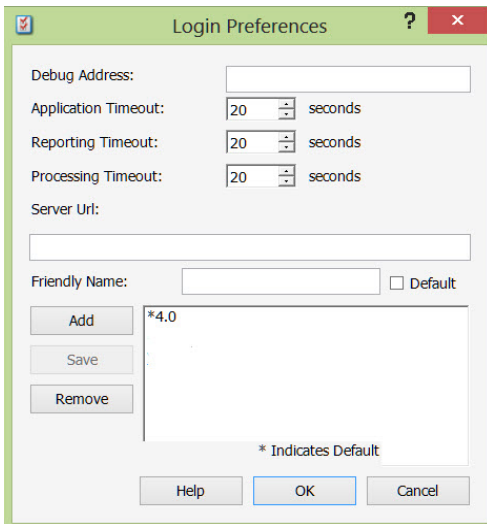 Login Preferences
?
×
Debug Address:
Application Timeout: 20 seconds
Reporting Timeout: 20 seconds
Processing Timeout: 20 seconds
Server Url:
Friendly Name: Default
Add
*4.0
Save
Remove
* Indicates Default
Help OK Cancel